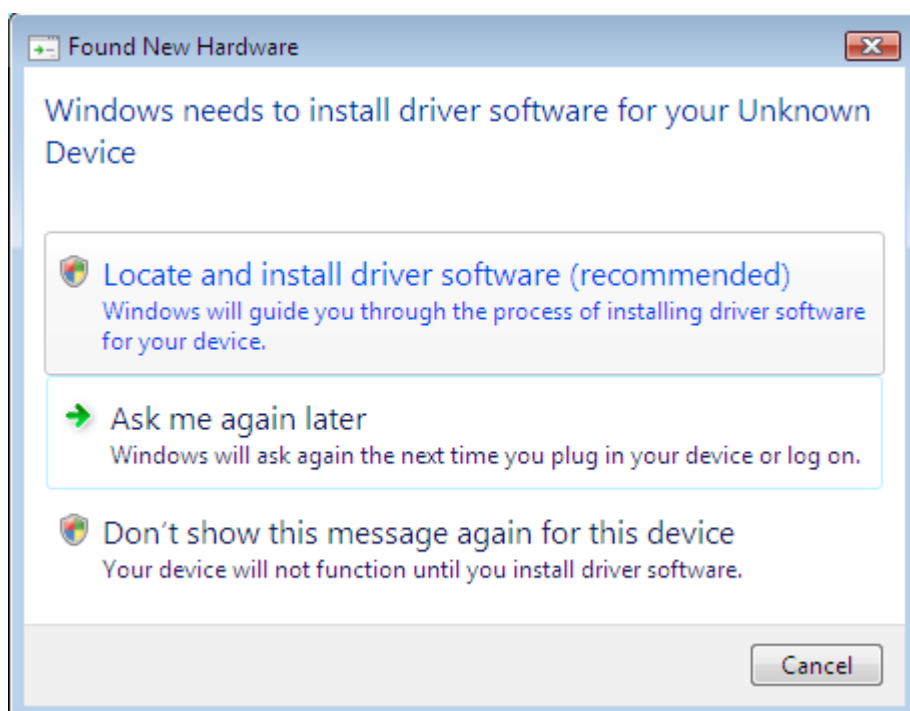 Found New Hardware
Windows needs to install driver software for your Unknown
Device
Locate and install driver software (recommended)
Windows will guide you through the process of installing driver software
for your device.
Ask me again later
Windows will ask again the next time you plug in your device or log on.
Don't show this message again for this device
Your device will not function until you install driver software.
Cancel